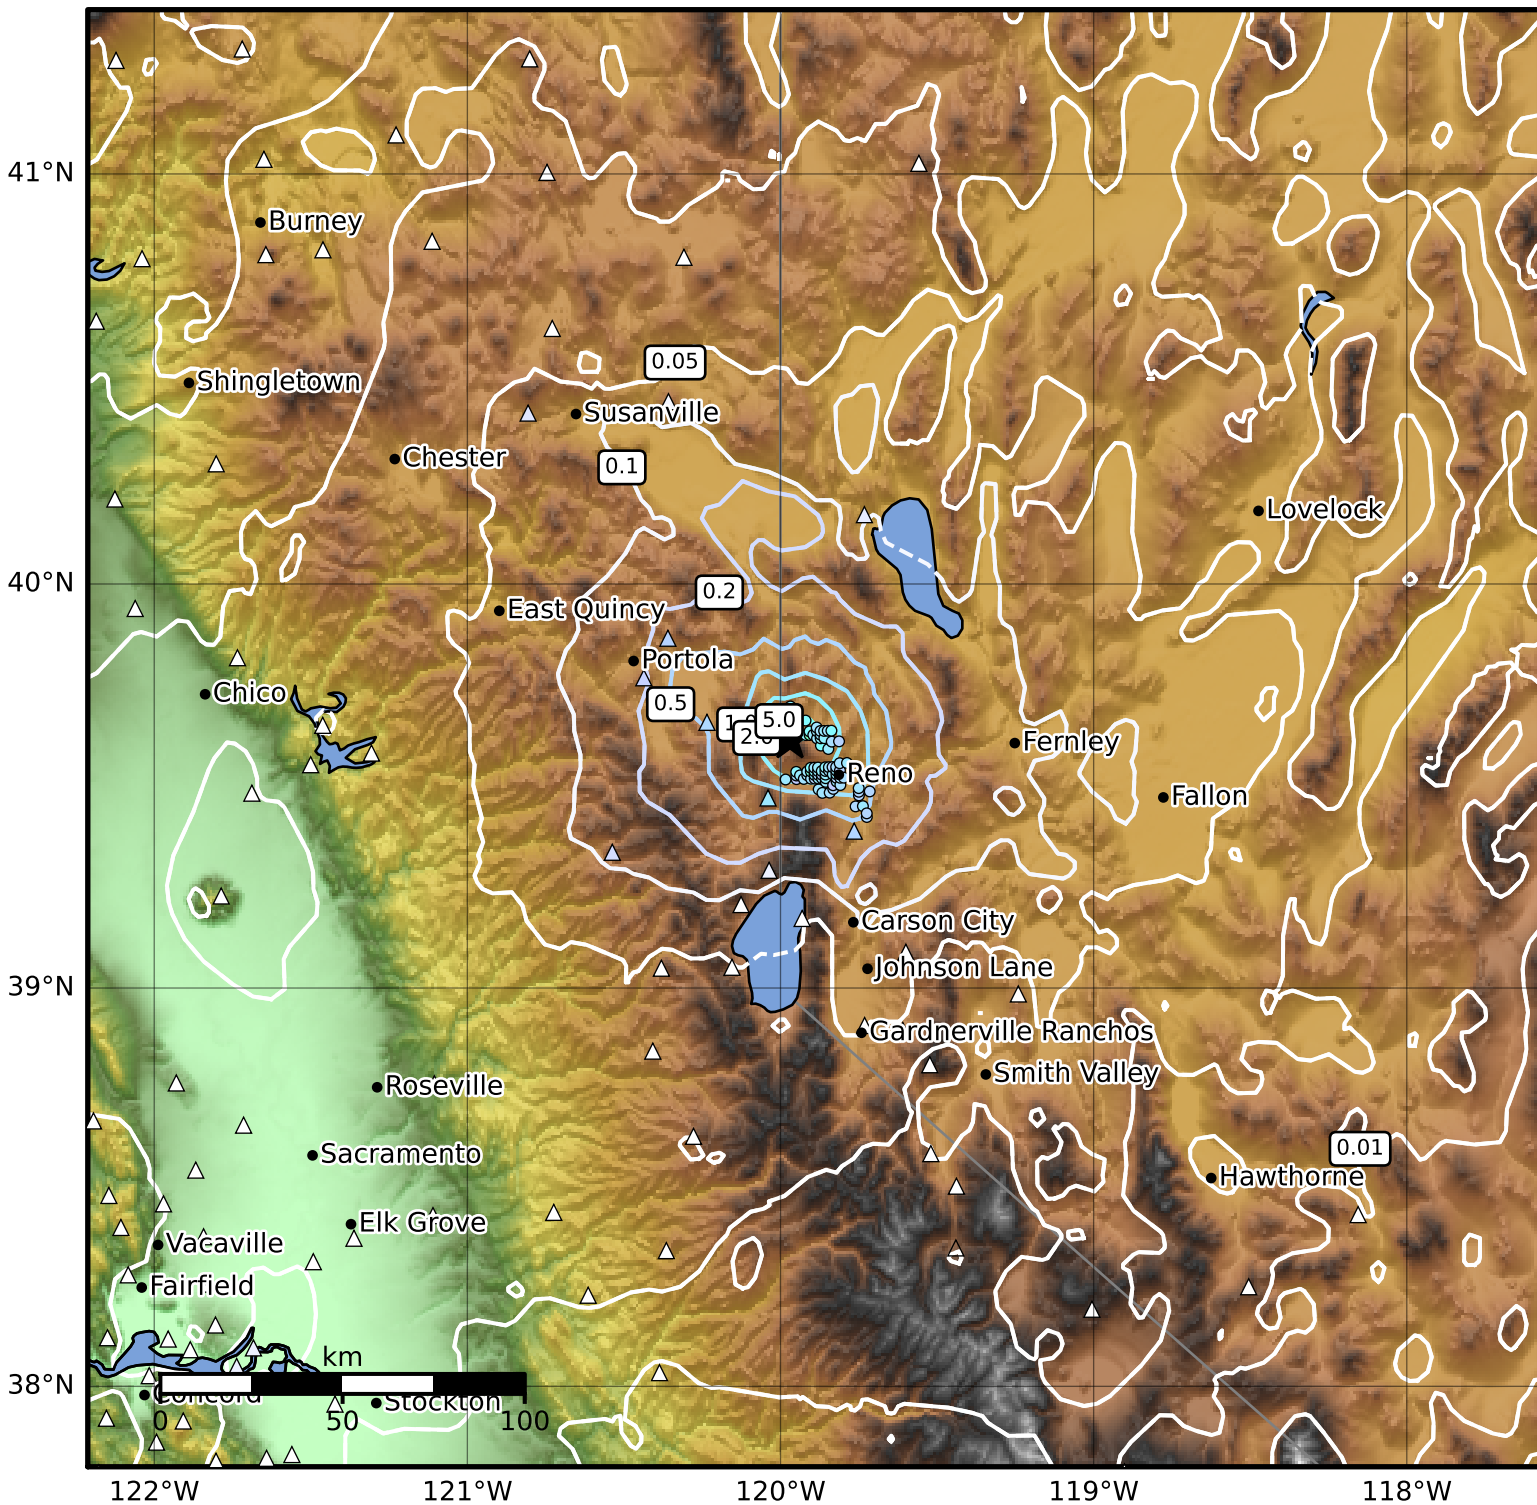 41°N
Burney
0.05
Shingletown
Susanville
Chester
0.1
Lovelock
40°N
0.2
East Quincy
Portola
Chico
0.5
5.0
Fernley
Reno
Fallon
Carson City
Johnson Lane
39°N
Gardnerville Ranchos
Smith Valley
Roseville
0.01
Sacramento
Hawthorne
Elk Grove
Vacaville
Fairfield
km
38°N
Concord
Stockton
0 50 100
122°W 121°W 120°W 119°W 118°W